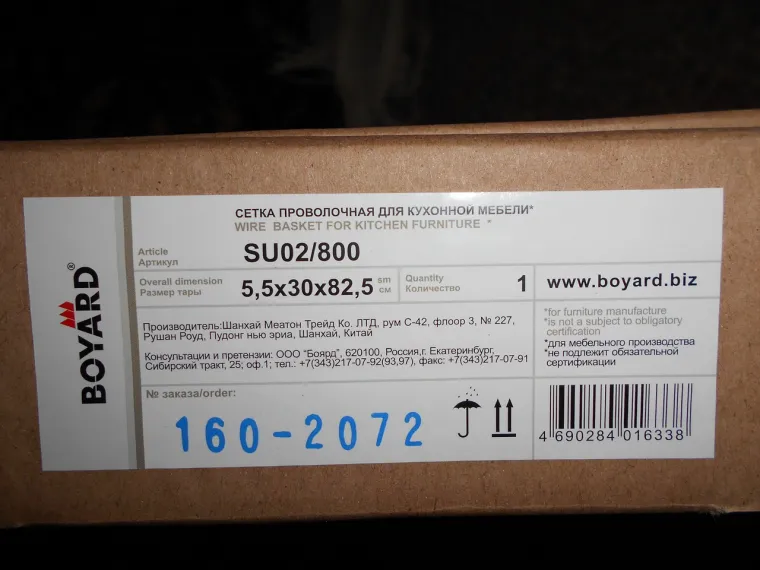 BOYARD®
СЕТКА ПРОВОЛОЧНАЯ ДЛЯ КУХОННОЙ МЕБЕЛИ*
WIRE BASKET FOR KITCHEN FURNITURE *
Article
Артикул
SU02/800
Overall dimension
Размер тары
5,5x30x82,5
sm
см
Quantity
Количество
1
www.boyard.biz
Производитель:Шанхай Меатон Трейд Ко. ЛТД, рум С-42, флоор 3, № 227,
Рушан Роуд, Пудонг нью эриа, Шанхай, Китай
Консультации и претензии: ООО "Боярд", 620100, Россия,г. Екатеринбург,
Сибирский тракт, 25; оф.1; тел.: +7(343)217-07-92(93,97), факс: +7(343)217-07-91
*for furniture manufacture
*is not a subject to obligatory
certification
*для мебельного производства
*не подлежит обязательной
сертификации
№ заказа/order:
160-2072
4 690284 016338